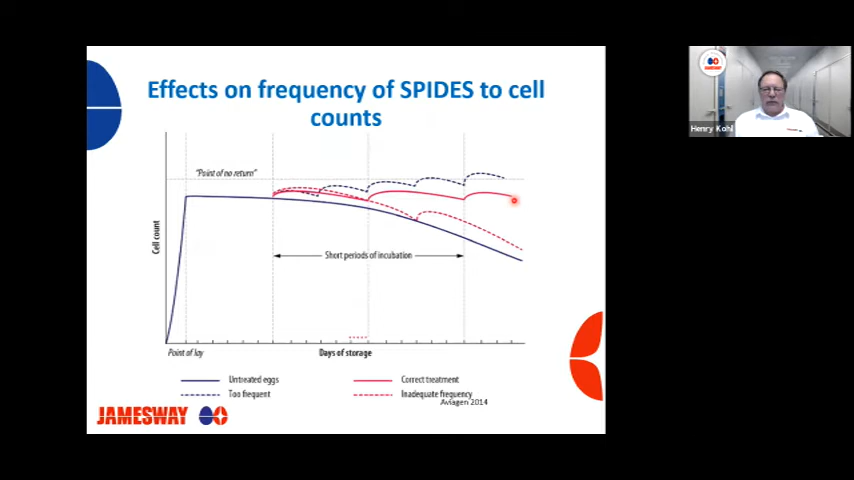 Effects on frequency of SPIDES to cell
counts
"Point of no return"
Cell count
Short periods of incubation
Point of lay
Days of storage
Untreated eggs
Correct treatment
Too frequent
Inadequate frequency
Aviagen 2014
JAMESWAY
JAMESWAY
Henry Kohl